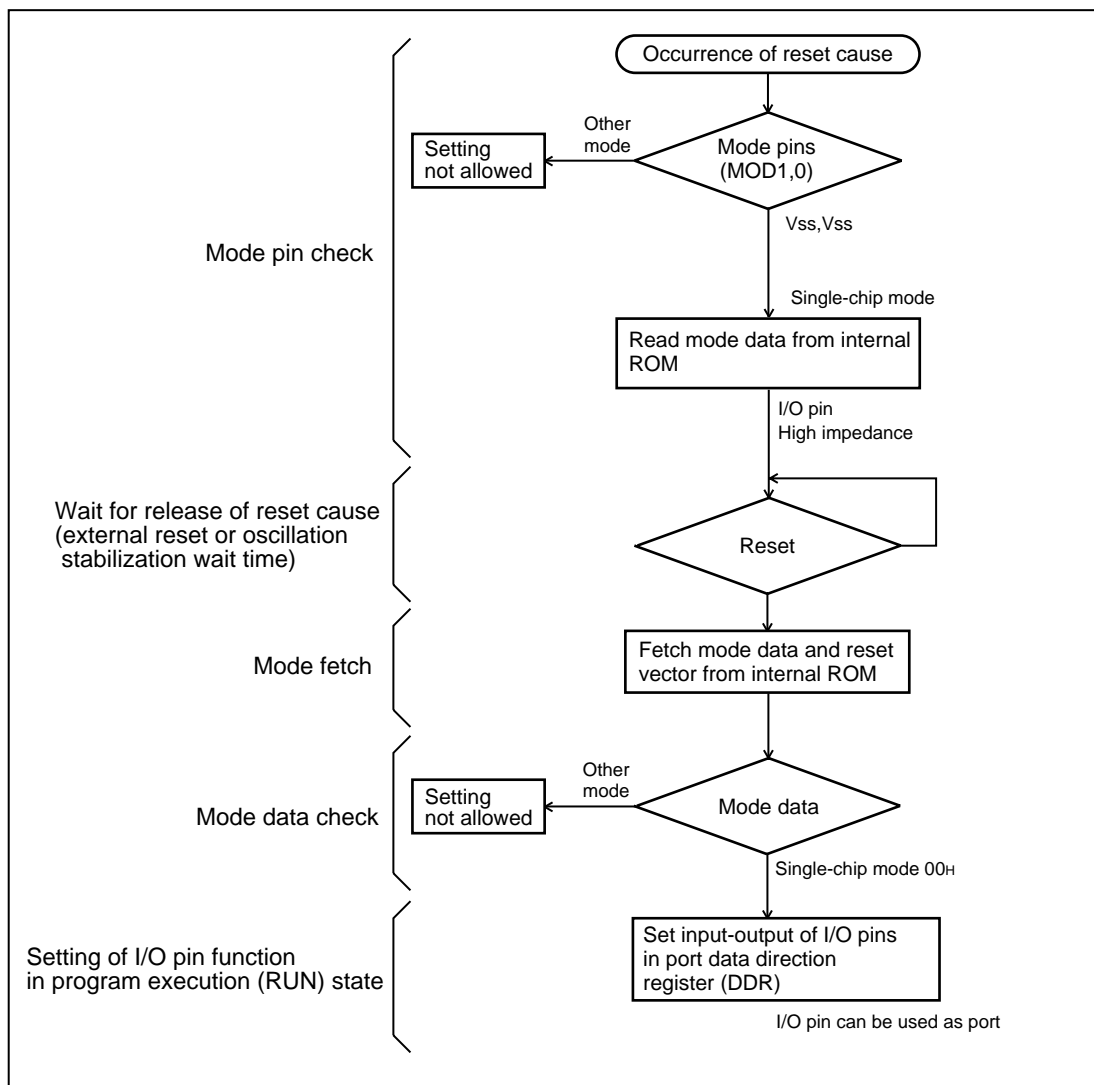 Occurrence of reset cause
Other
mode
Setting
not allowed
Mode pins
(MOD1,0)
Vss,Vss
Mode pin check
Single-chip mode
Read mode data from internal
ROM
I/O pin
High impedance
Wait for release of reset cause
(external reset or oscillation
stabilization wait time)
Reset
Mode fetch
Fetch mode data and reset
vector from internal ROM
Other
mode
Mode data check
Setting
not allowed
Mode data
Single-chip mode 00H
Setting of I/O pin function
in program execution (RUN) state
Set input-output of I/O pins
in port data direction
register (DDR)
I/O pin can be used as port